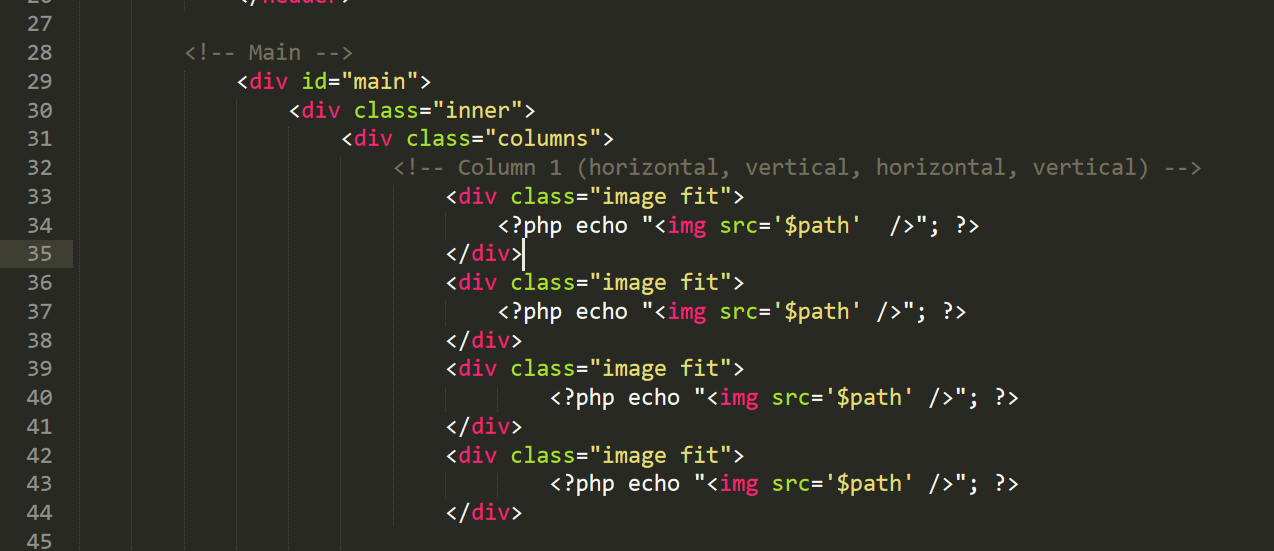 26 </header>
27
28 <!-- Main -->
29 <div id="main">
30 <div class="inner">
31 <div class="columns">
32 <!-- Column 1 (horizontal, vertical, horizontal, vertical) -->
33 <div class="image fit">
34 <?php echo "<img src='$path'  />"; ?>
35 </div>
36 <div class="image fit">
37 <?php echo "<img src='$path' />"; ?>
38 </div>
39 <div class="image fit">
40 <?php echo "<img src='$path' />"; ?>
41 </div>
42 <div class="image fit">
43 <?php echo "<img src='$path' />"; ?>
44 </div>
45